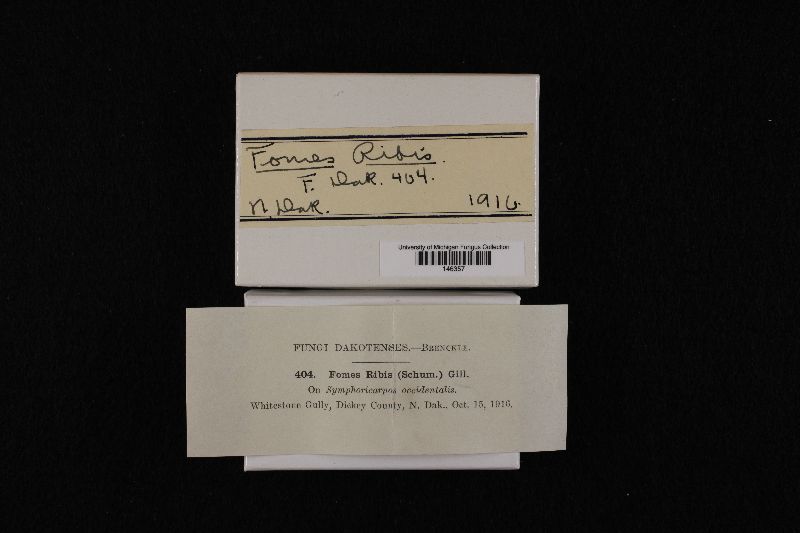 Fomes Ribis.
F. Dak. 404.
N. Dak. 1916.
University of Michigan Fungus Collection
146357
FUNGI DAKOTENSES.—BRENCKLE.
404. Fomes Ribis (Schum.) Gill.
On Symphoricarpos occidentalis.
Whitestone Gully, Dickey County, N. Dak., Oct. 15, 1916.